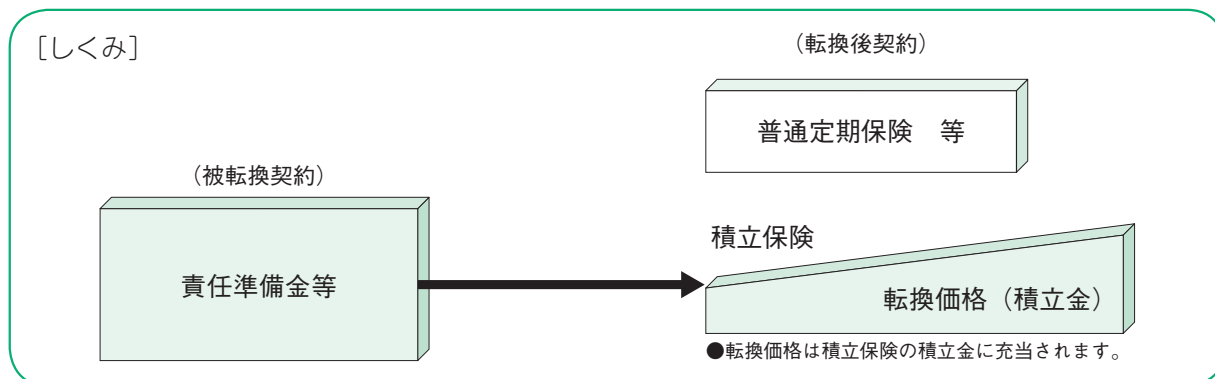 [しくみ]
(転換後契約)
普通定期保険　等
(被転換契約)
責任準備金等
積立保険
転換価格(積立金)
●転換価格は積立保険の積立金に充当されます。